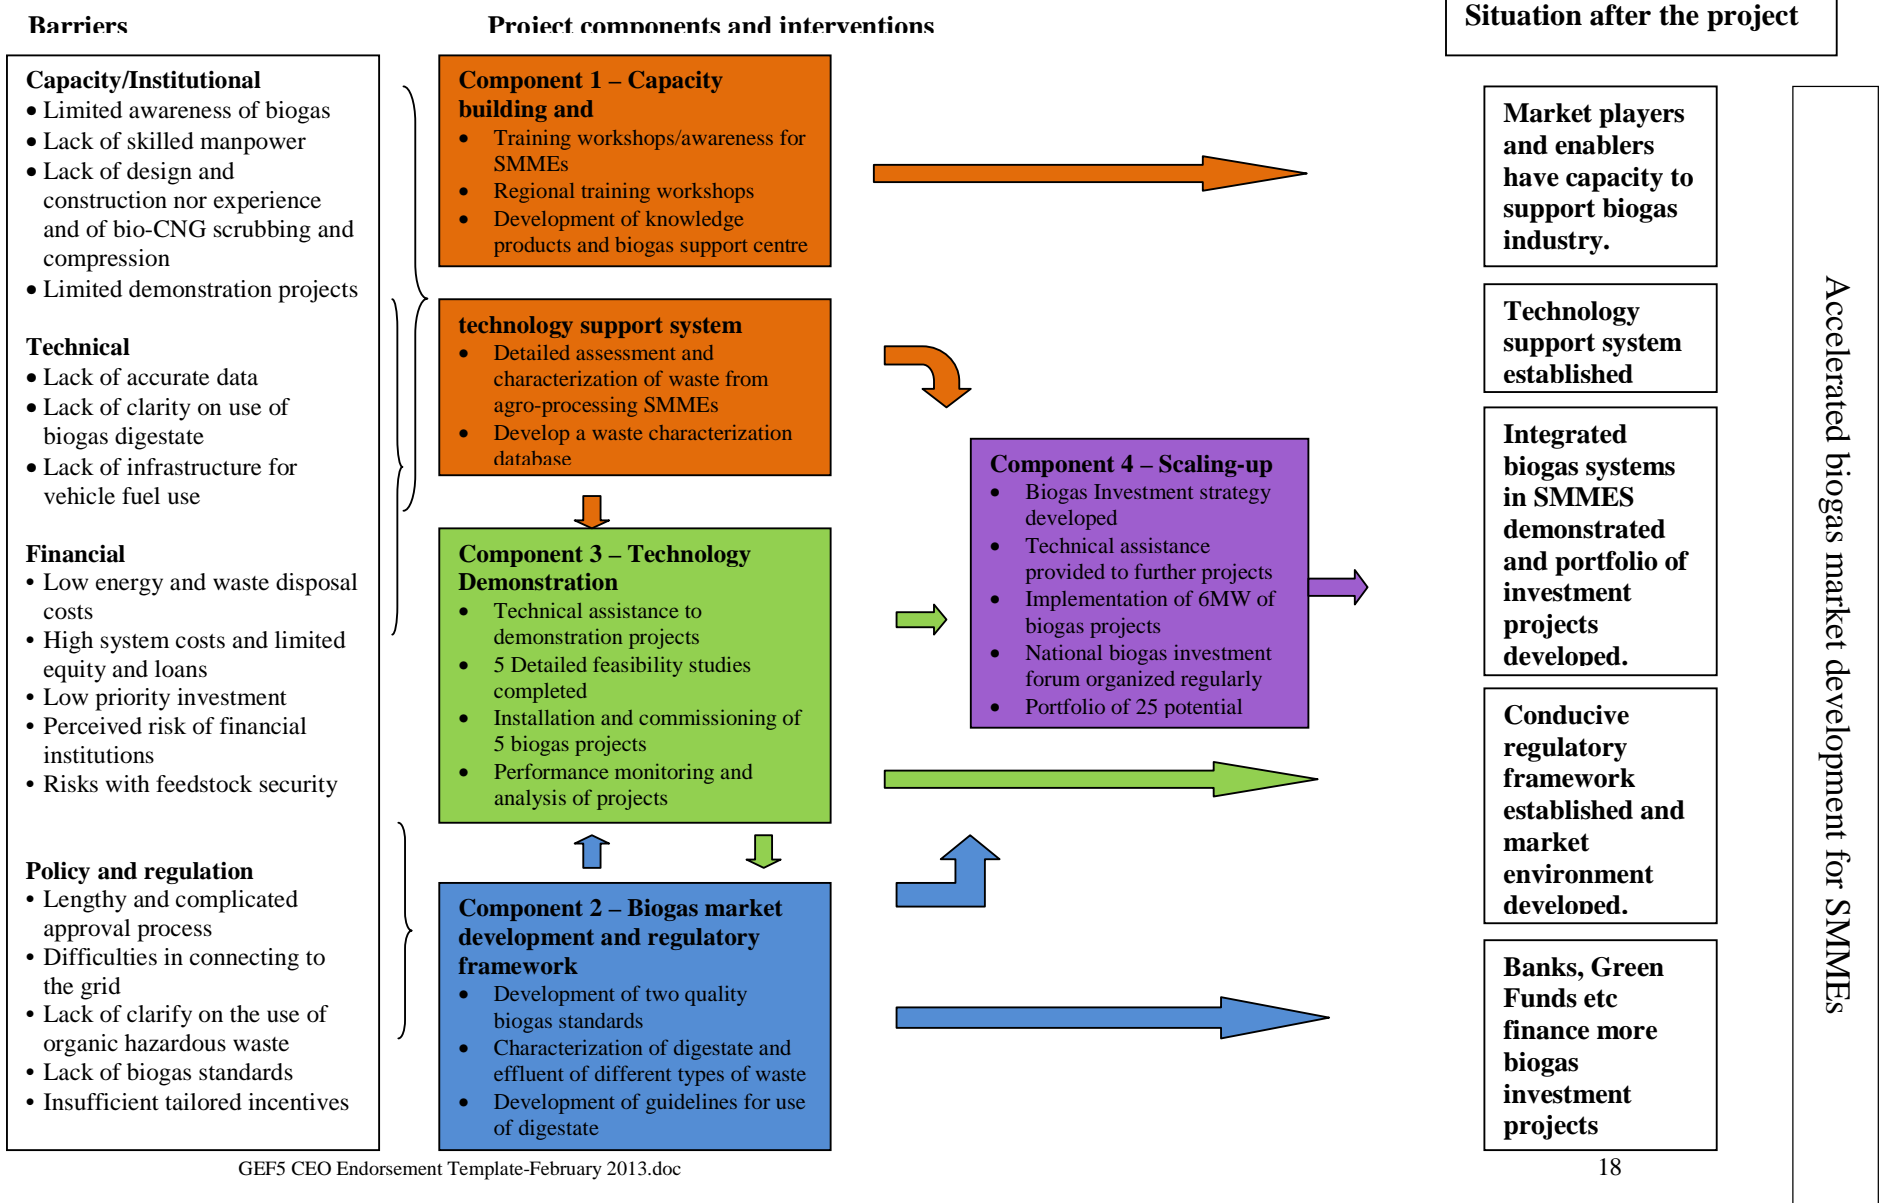 Barriers
Project components and interventions
Situation after the project
Capacity/Institutional
• Limited awareness of biogas
• Lack of skilled manpower
• Lack of design and
construction nor experience
and of bio-CNG scrubbing and
compression
• Limited demonstration projects
Technical
• Lack of accurate data
• Lack of clarity on use of
biogas digestate
• Lack of infrastructure for
vehicle fuel use
Financial
• Low energy and waste disposal
costs
• High system costs and limited
equity and loans
• Low priority investment
• Perceived risk of financial
institutions
• Risks with feedstock security
Policy and regulation
• Lengthy and complicated
approval process
• Difficulties in connecting to
the grid
• Lack of clarify on the use of
organic hazardous waste
• Lack of biogas standards
• Insufficient tailored incentives
Component 1 – Capacity
building and
• Training workshops/awareness for
SMMEs
• Regional training workshops
• Development of knowledge
products and biogas support centre
technology support system
• Detailed assessment and
characterization of waste from
agro-processing SMMEs
• Develop a waste characterization
database
Component 3 – Technology
Demonstration
• Technical assistance to
demonstration projects
• 5 Detailed feasibility studies
completed
• Installation and commissioning of
5 biogas projects
• Performance monitoring and
analysis of projects
Component 2 – Biogas market
development and regulatory
framework
• Development of two quality
biogas standards
• Characterization of digestate and
effluent of different types of waste
• Development of guidelines for use
of digestate
Component 4 – Scaling-up
• Biogas Investment strategy
developed
• Technical assistance
provided to further projects
• Implementation of 6MW of
biogas projects
• National biogas investment
forum organized regularly
• Portfolio of 25 potential
Market players
and enablers
have capacity to
support biogas
industry.
Technology
support system
established
Integrated
biogas systems
in SMMES
demonstrated
and portfolio of
investment
projects
developed.
Conducive
regulatory
framework
established and
market
environment
developed.
Banks, Green
Funds etc
finance more
biogas
investment
projects
Accelerated biogas market development for SMMEs
GEF5 CEO Endorsement Template-February 2013.doc
18